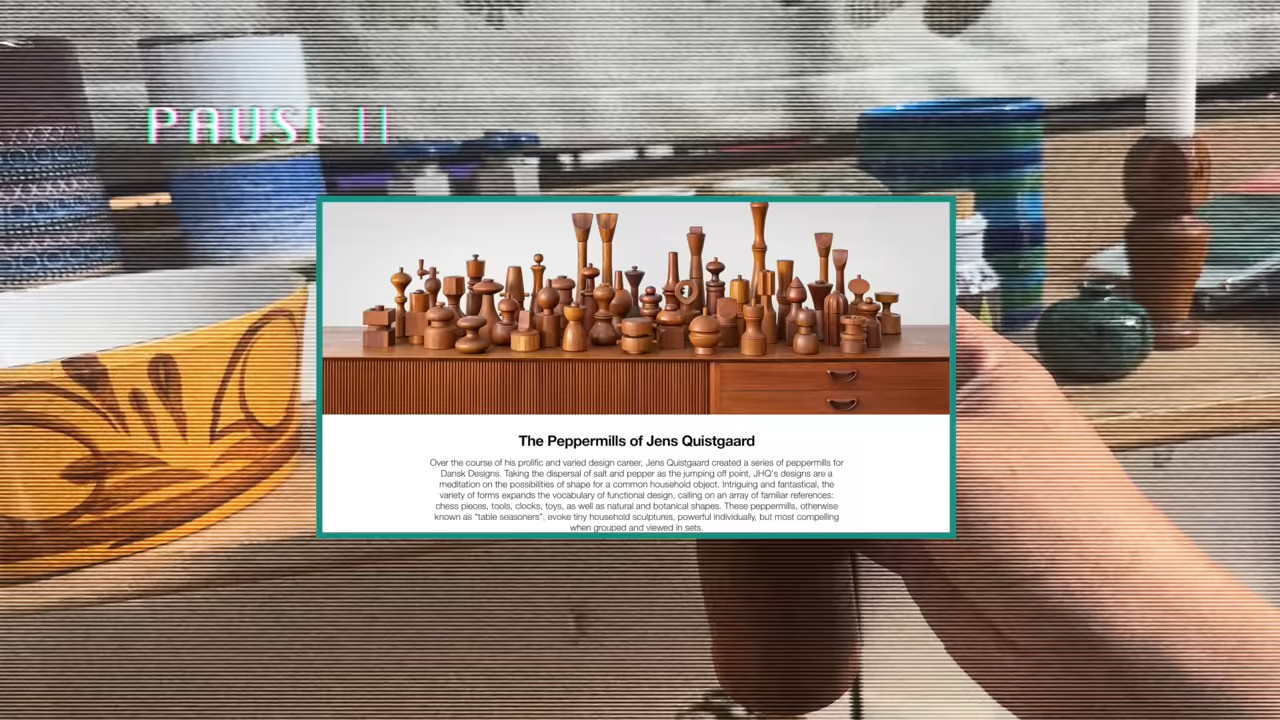 PAUSE
The Peppermills of Jens Quistgaard
Over the course of his prolific and varied design career, Jens Quistgaard created a series of peppermills for
Dansk Designs. Taking the dispersal of salt and pepper as the jumping off point, JHQ's designs are a
meditation on the possibilities of shape for a common household object. Intriguing and fantastical, the
variety of forms expands the vocabulary of functional design, calling on an array of familiar references:
chess pieces, tools, clocks, toys, as well as natural and botanical shapes. These peppermills, otherwise
known as "table seasoners", evoke tiny household sculptures, powerful individually, but most compelling
when grouped and viewed in sets.